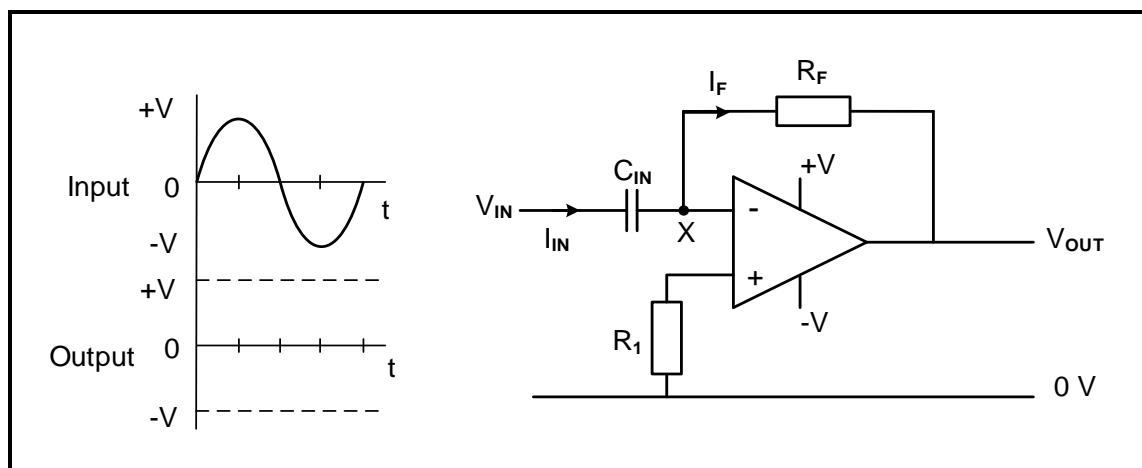 +V
Input 0
t
-V
+V
Output 0
t
-V
I_F
R_F
C_IN
V_IN
I_IN
X
-
+
+V
-V
V_OUT
R_1
0 V